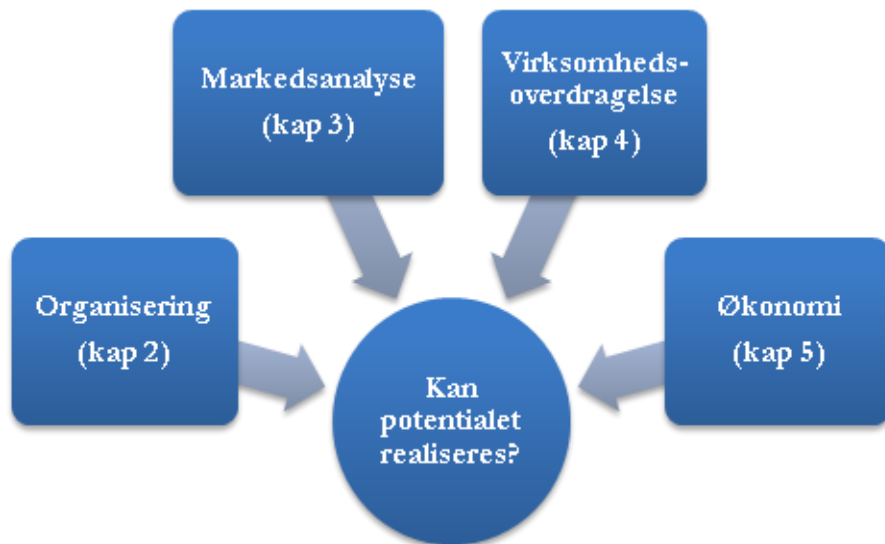 Organisering
(kap 2)
Markedsanalyse
(kap 3)
Virksomheds-
overdragelse
(kap 4)
Økonomi
(kap 5)
Kan
potentialet
realiseres?